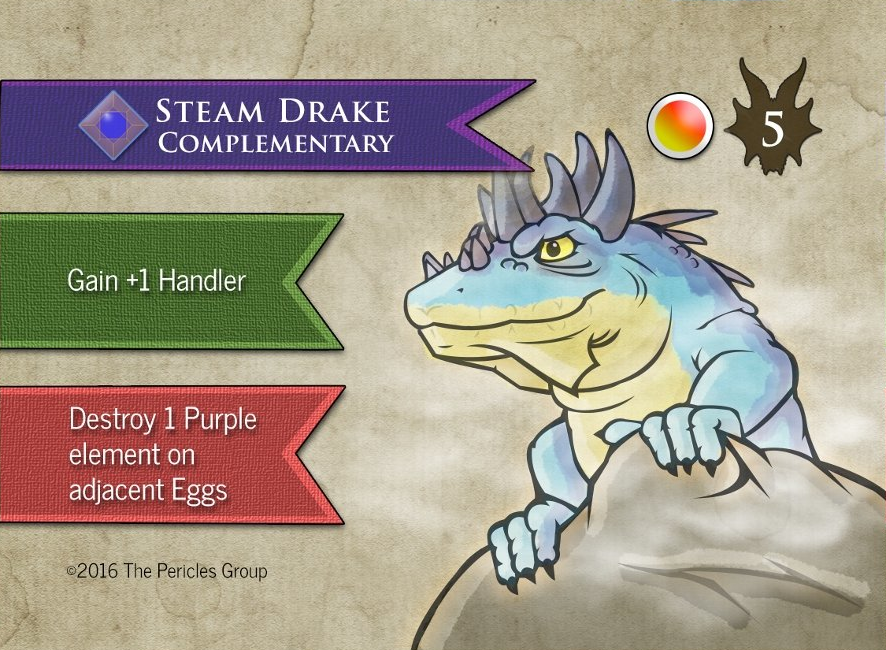 STEAM DRAKE
COMPLEMENTARY
5
Gain +1 Handler
Destroy 1 Purple
element on
adjacent Eggs
©2016 The Pericles Group